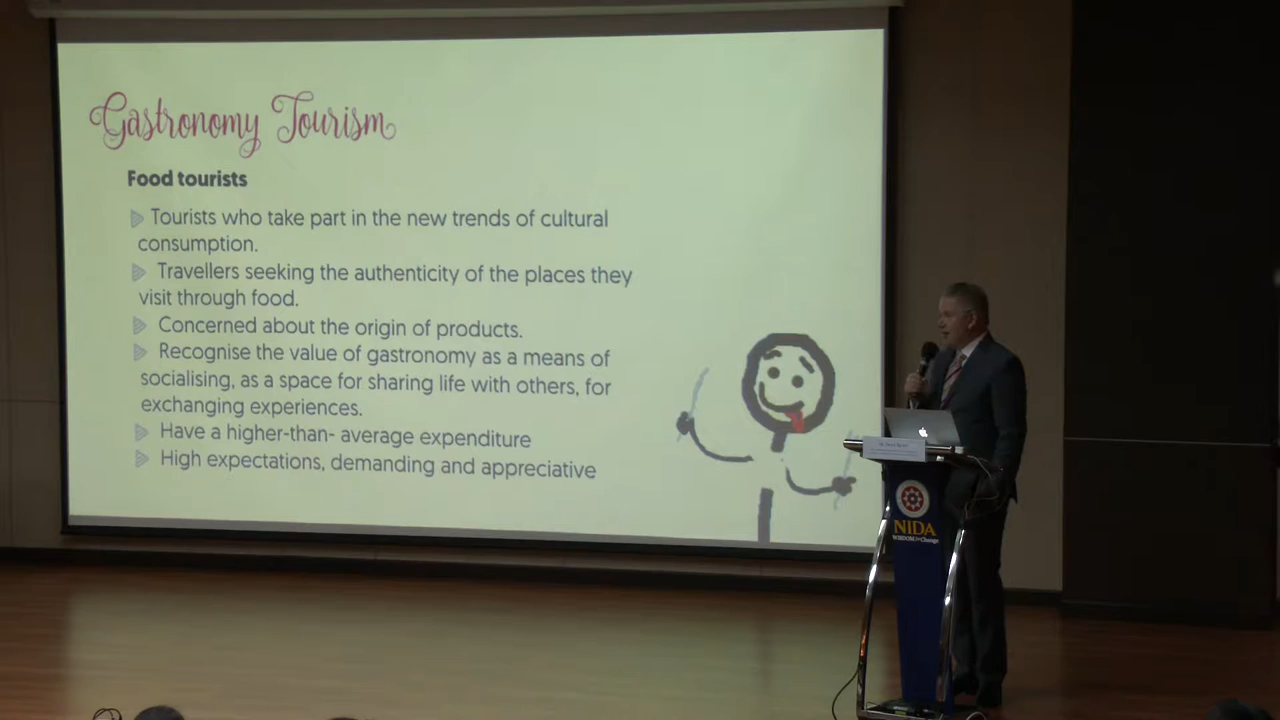 Gastronomy Tourism
Food tourists
Tourists who take part in the new trends of cultural
consumption.
Travellers seeking the authenticity of the places they
visit through food.
Concerned about the origin of products.
Recognise the value of gastronomy as a means of
socialising, as a space for sharing life with others, for
exchanging experiences.
Have a higher-than- average expenditure
High expectations, demanding and appreciative
NIDA
WISDOM for Change